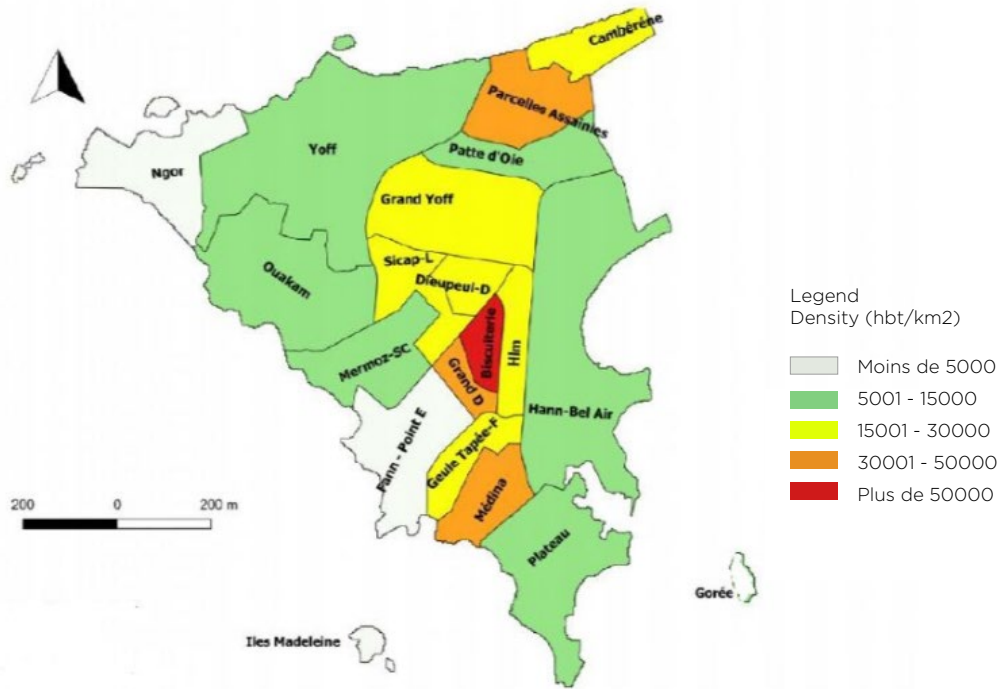 Cambérène
Parcelles Assainies
Yoff
Patte d'Oie
Ngor
Grand Yoff
Sicap-L
Ouakam
Dieupeul-D
Biscuiterie
Hlm
Mermoz-SC
Grand D
Hann-Bel Air
Fann - Point E
Geule Tapée-F
Médina
Plateau
Gorée
Iles Madeleine
200 0 200 m
Legend
Density (hbt/km2)
Moins de 5000
5001 - 15000
15001 - 30000
30001 - 50000
Plus de 50000